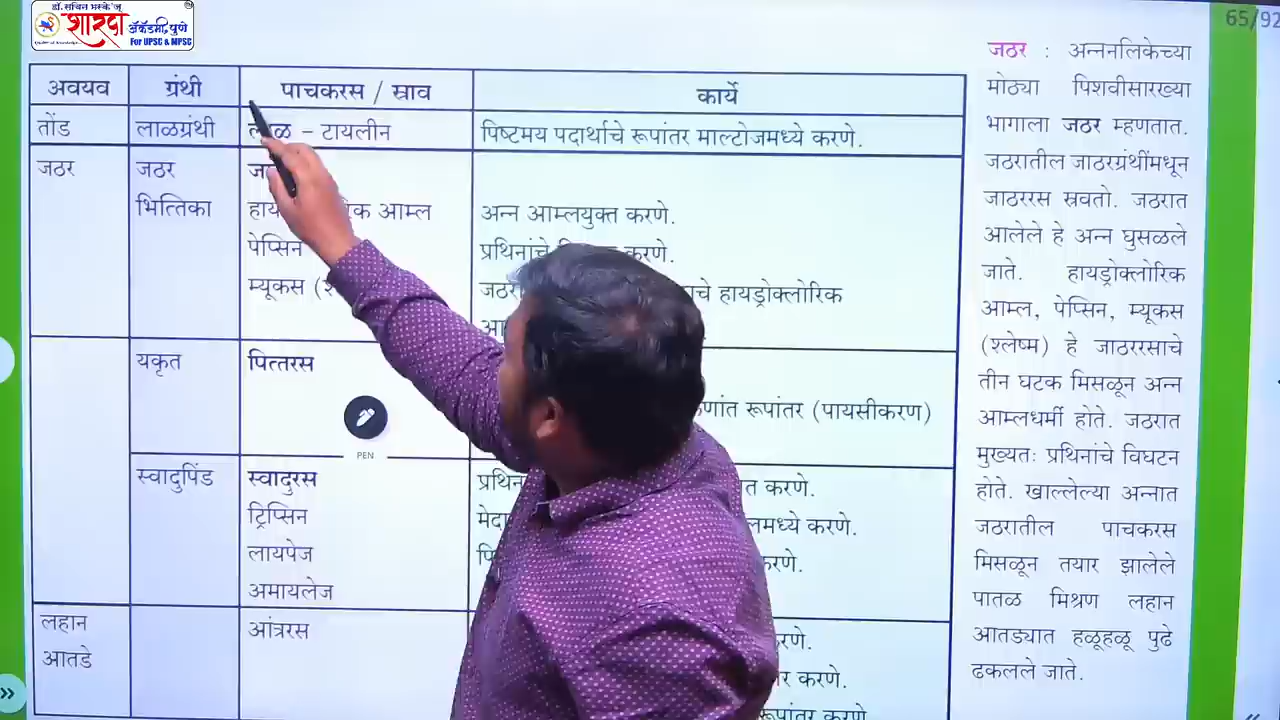 डॉ. सचिन भस्के'ज्
शारदा
ॲकॅडमी, पुणे
For UPSC & MPSC
65/92
अवयव ग्रंथी पाचकरस / स्राव कार्ये
तोंड लाळग्रंथी लाळ – टायलीन पिष्टमय पदार्थाचे रूपांतर माल्टोजमध्ये करणे.
जठर जठर
भित्तिका आम्ल अन्न आम्लयुक्त करणे.
पेप्सिन प्रथिनांचे करणे.
म्यूकस हायड्रोक्लोरिक
यकृत पित्तरस
रूपांतर (पायसीकरण)
PEN
स्वादुपिंड स्वादुरस करणे.
ट्रिप्सिन करणे.
लायपेज करणे.
अमायलेज
लहान आंत्ररस
आतडे करणे.
रूपांतर करणे
जठर : अन्ननलिकेच्या
मोठ्या पिशवीसारख्या
भागाला जठर म्हणतात.
जठरातील जाठरग्रंथींमधून
जाठररस स्रवतो. जठरात
आलेले हे अन्न घुसळले
जाते. हायड्रोक्लोरिक
आम्ल, पेप्सिन, म्यूकस
(श्लेष्म) हे जाठररसाचे
तीन घटक मिसळून अन्न
आम्लधर्मी होते. जठरात
मुख्यतः प्रथिनांचे विघटन
होते. खाल्लेल्या अन्नात
जठरातील पाचकरस
मिसळून तयार झालेले
पातळ मिश्रण लहान
आतड्यात हळूहळू पुढे
ढकलले जाते.